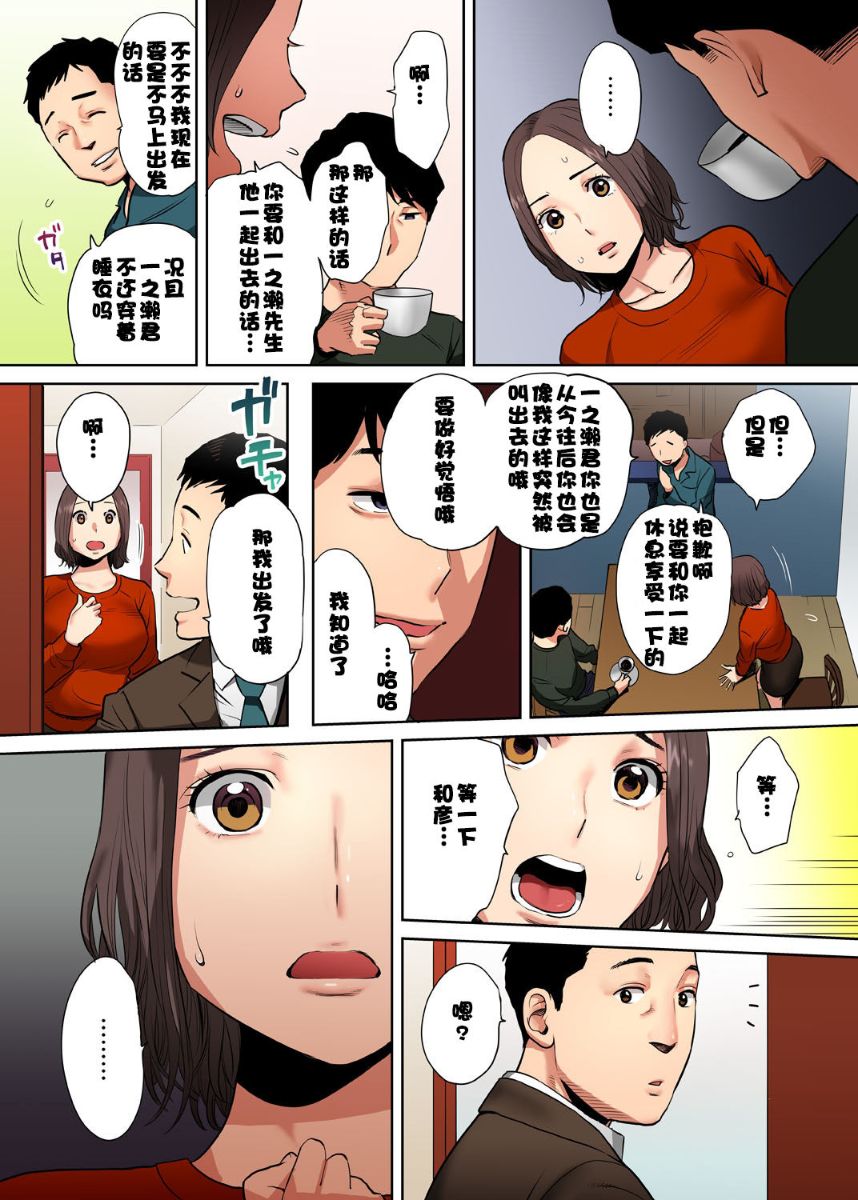 ……
啊…
那
那这样的话
你要和一之瀬先生
他一起出去的话…
不不不我现在
要是不马上出发
的话
况且
一之瀬君
不还穿着
睡衣吗
ガタ
但…
但是
抱歉啊
说要和你一起
休息享受一下的
一之瀬君你也是
从今往后你也会
像我这样突然被
叫出去的哦
要做好觉悟哦
…哈哈
我知道了
ガチャ
那我出发了哦
啊…
等…
等一下
和彦…
嗯？
………